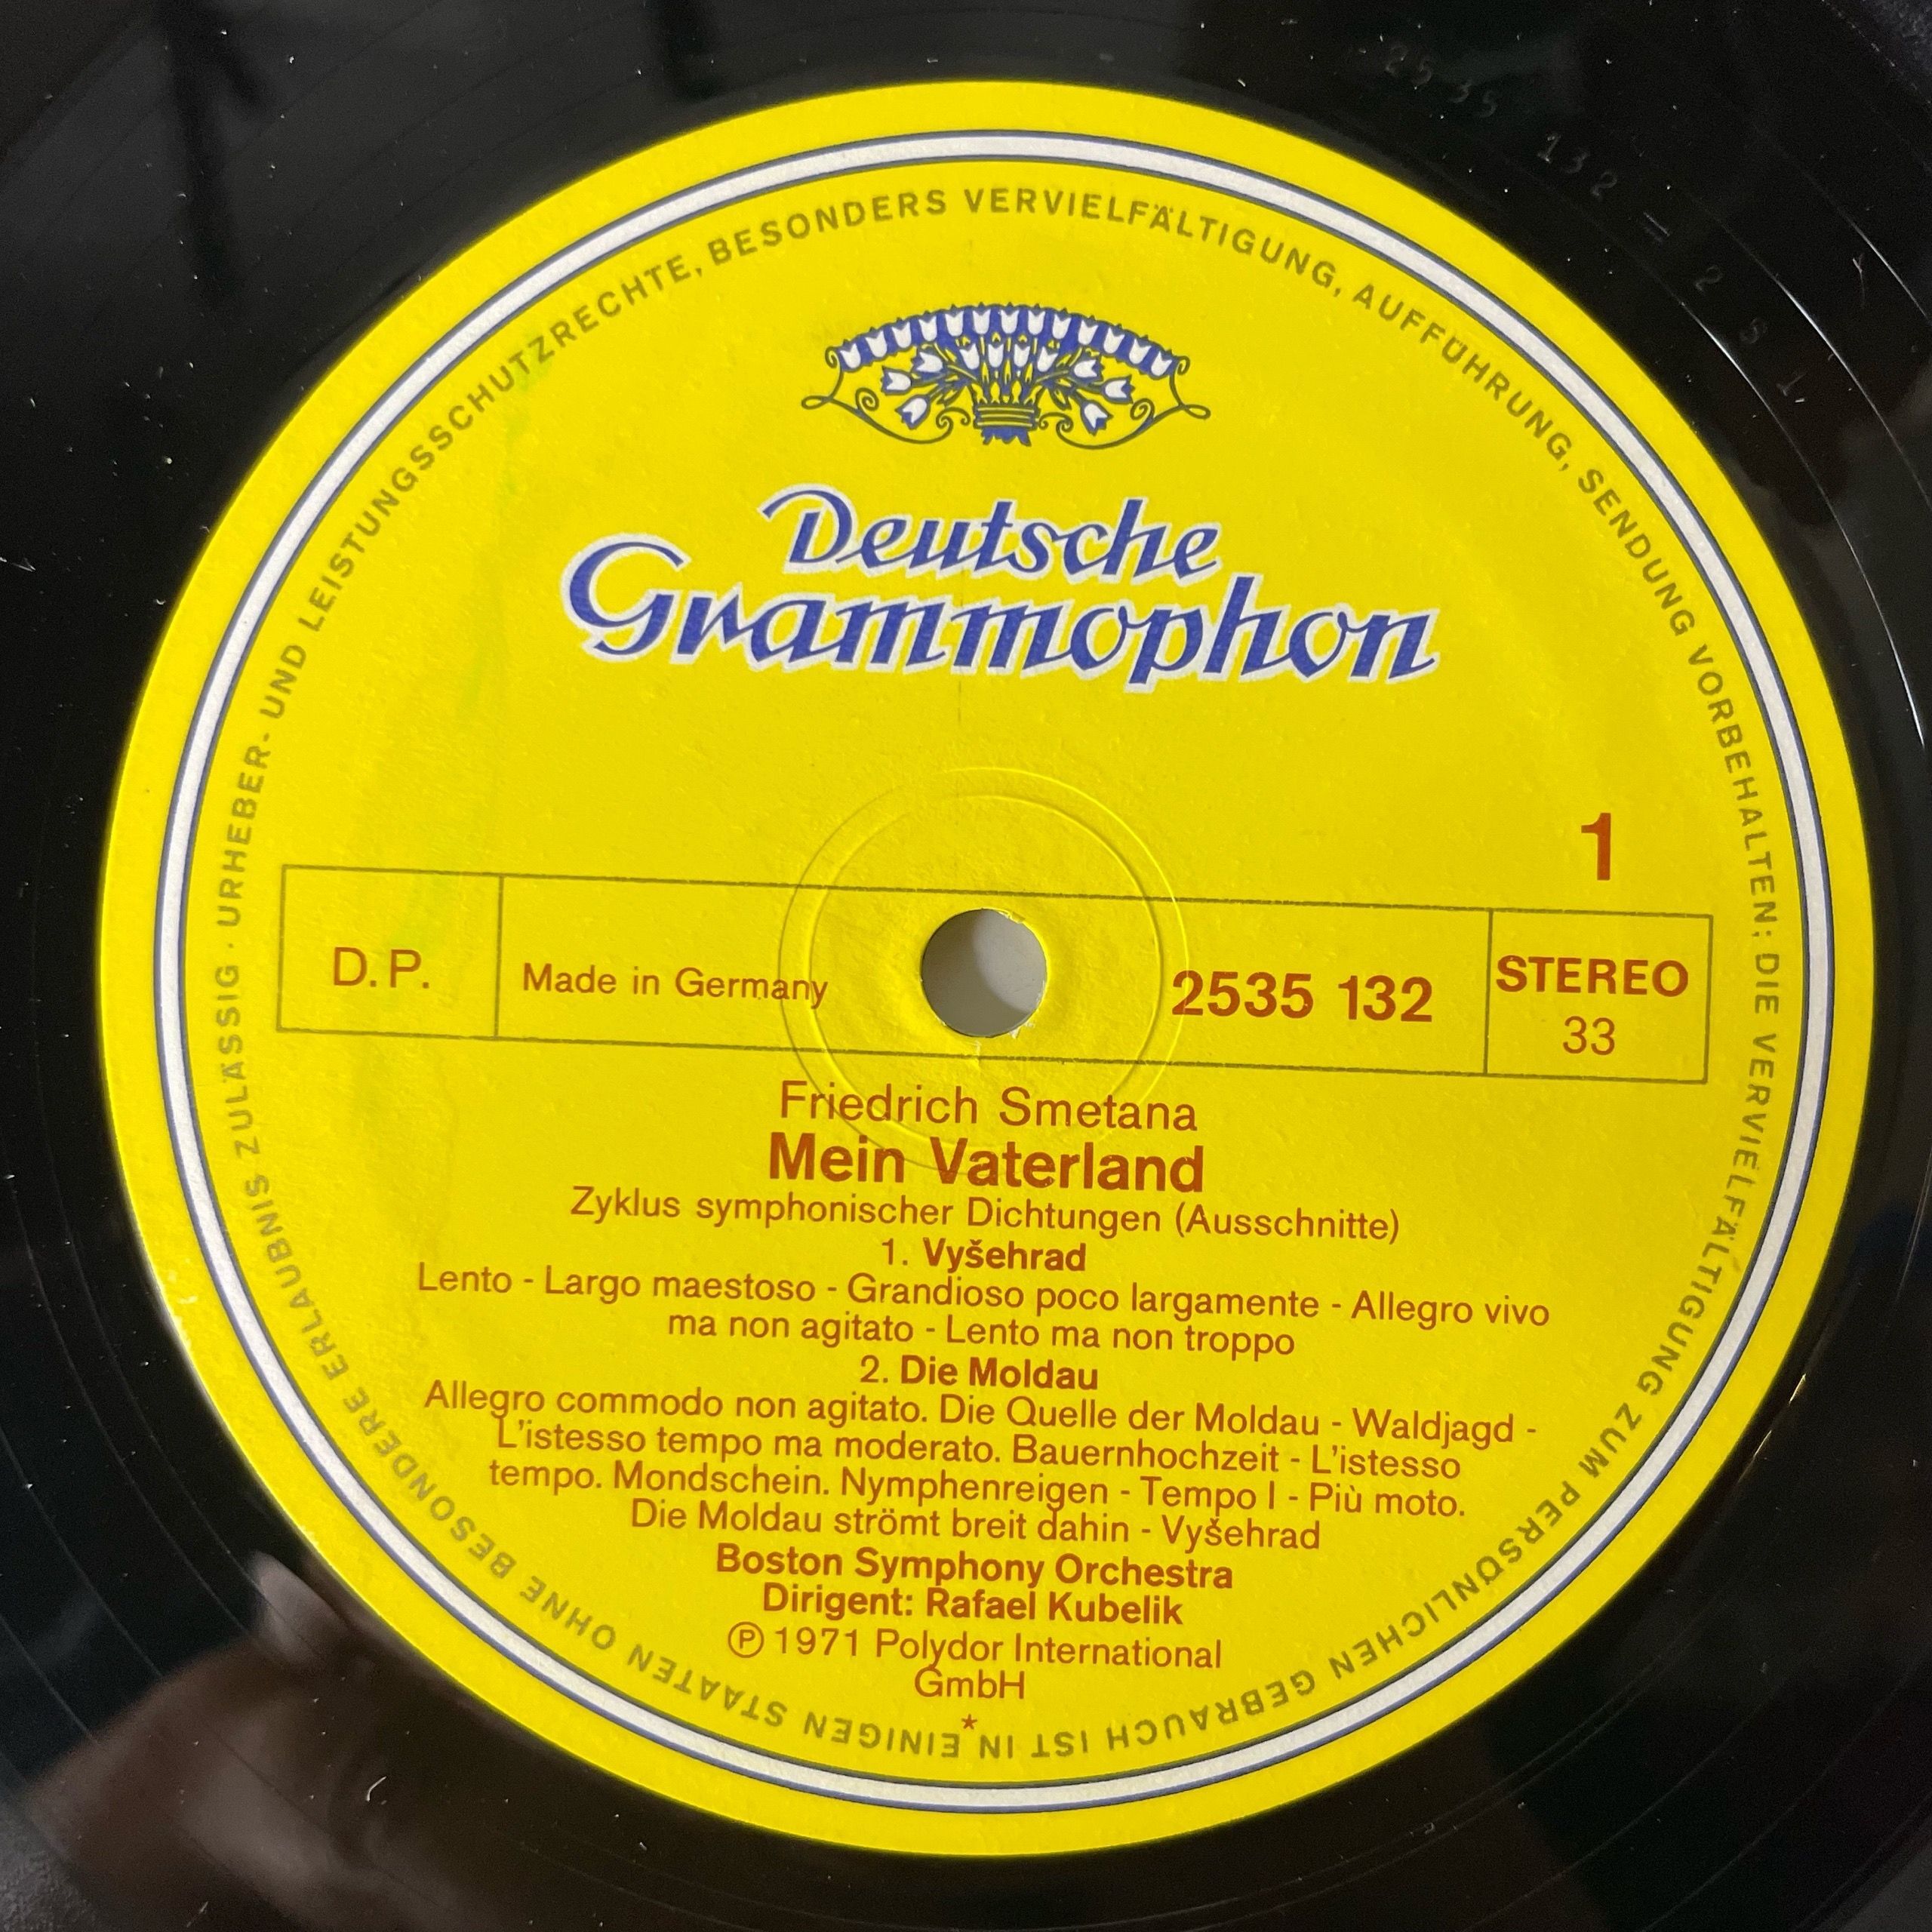 2535 132 = 2 S 1
URHEBER- UND LEISTUNGSSCHUTZRECHTE, BESONDERS VERVIELFÄLTIGUNG, AUFFÜHRUNG, SENDUNG VORBEHALTEN; DIE VERVIELFÄLTIGUNG ZUM PERSÖNLICHEN GEBRAUCH IST IN EINIGEN STAATEN OHNE BESONDERE ERLAUBNIS ZULÄSSIG ·
Deutsche
Grammophon
1
D.P.
Made in Germany
2535 132
STEREO
33
Friedrich Smetana
Mein Vaterland
Zyklus symphonischer Dichtungen (Ausschnitte)
1. Vyšehrad
Lento - Largo maestoso - Grandioso poco largamente - Allegro vivo
ma non agitato - Lento ma non troppo
2. Die Moldau
Allegro commodo non agitato. Die Quelle der Moldau - Waldjagd -
L'istesso tempo ma moderato. Bauernhochzeit - L'istesso
tempo. Mondschein. Nymphenreigen - Tempo I - Più moto.
Die Moldau strömt breit dahin - Vyšehrad
Boston Symphony Orchestra
Dirigent: Rafael Kubelik
℗ 1971 Polydor International
GmbH
*